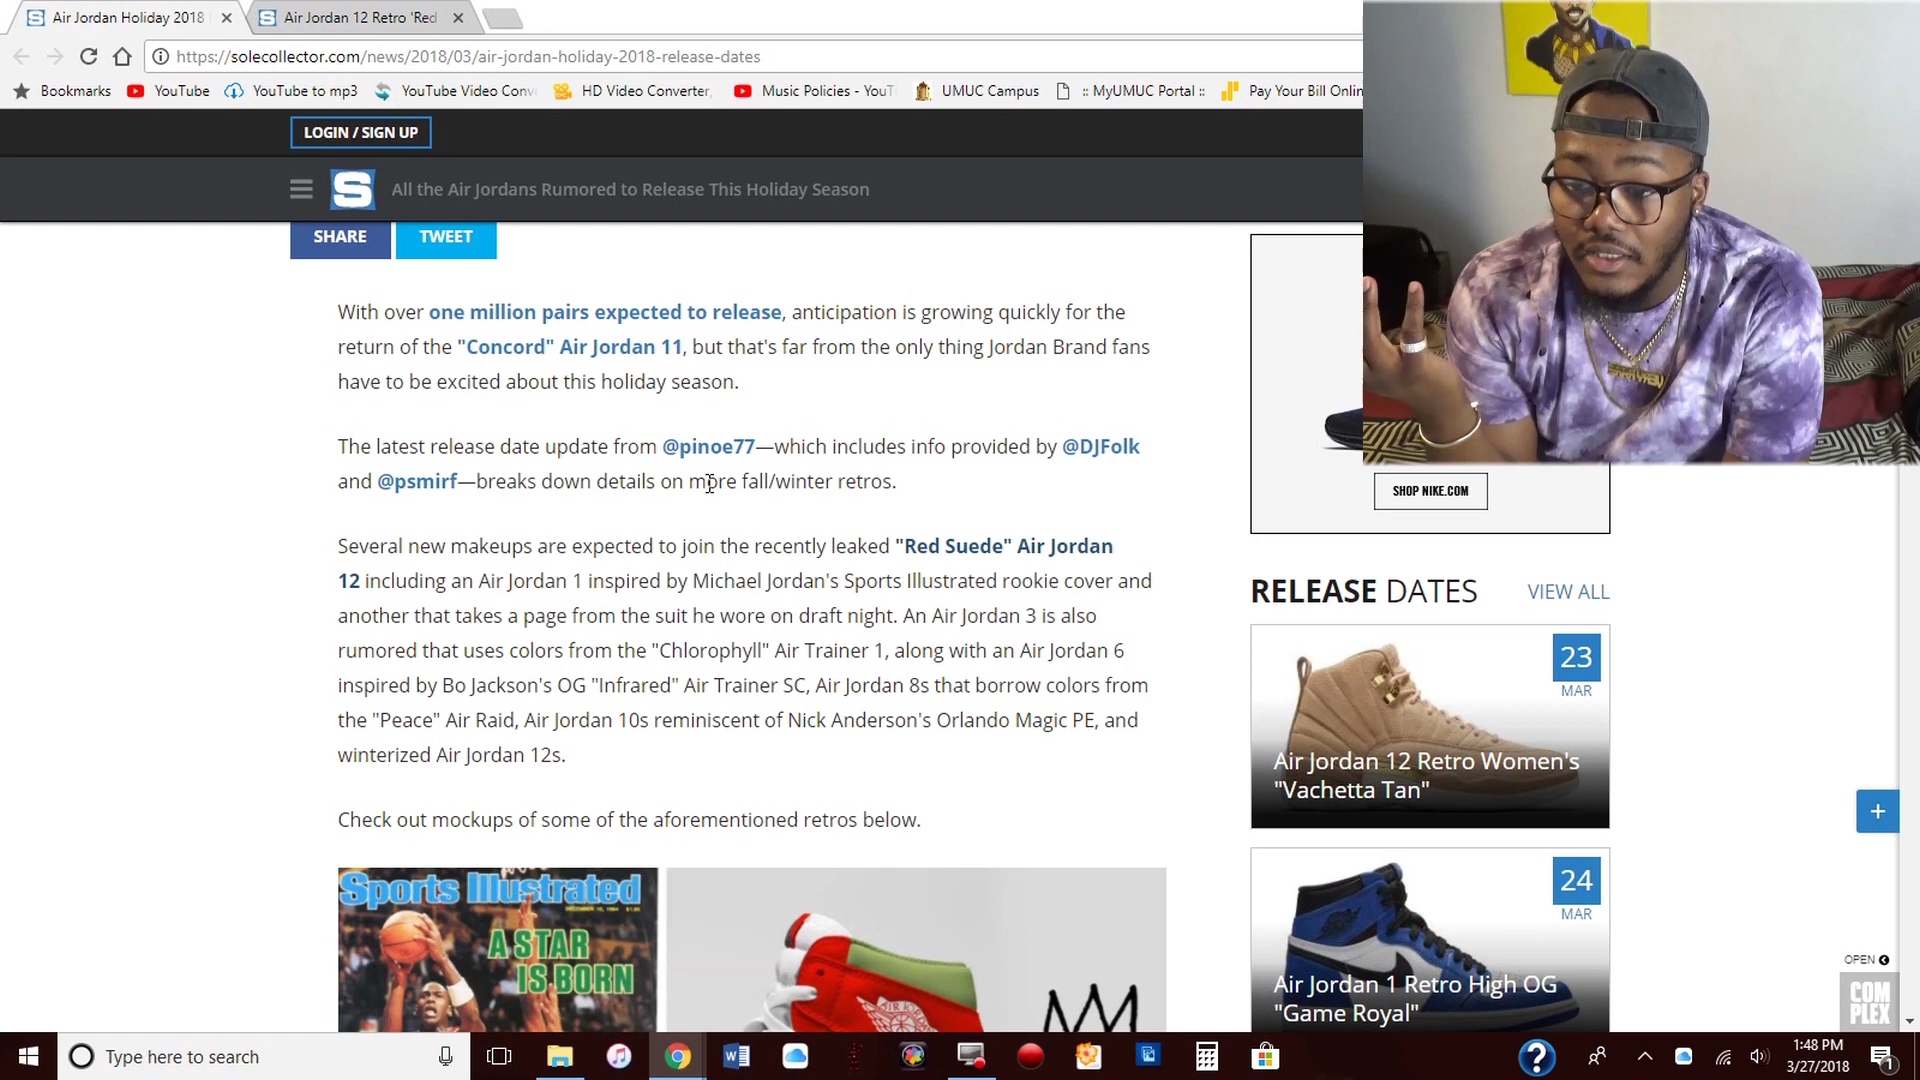 Air Jordan Holiday 2018
Air Jordan 12 Retro 'Red
https://solecollector.com/news/2018/03/air-jordan-holiday-2018-release-dates
Bookmarks YouTube YouTube to mp3 YouTube Video Conv HD Video Converter, Music Policies - YouT UMUC Campus :: MyUMUC Portal :: Pay Your Bill Onlin
LOGIN / SIGN UP
S All the Air Jordans Rumored to Release This Holiday Season
SHARE TWEET
With over one million pairs expected to release, anticipation is growing quickly for the
return of the "Concord" Air Jordan 11, but that's far from the only thing Jordan Brand fans
have to be excited about this holiday season.
The latest release date update from @pinoe77—which includes info provided by @DJFolk
and @psmirf—breaks down details on more fall/winter retros.
Several new makeups are expected to join the recently leaked "Red Suede" Air Jordan
12 including an Air Jordan 1 inspired by Michael Jordan's Sports Illustrated rookie cover and
another that takes a page from the suit he wore on draft night. An Air Jordan 3 is also
rumored that uses colors from the "Chlorophyll" Air Trainer 1, along with an Air Jordan 6
inspired by Bo Jackson's OG "Infrared" Air Trainer SC, Air Jordan 8s that borrow colors from
the "Peace" Air Raid, Air Jordan 10s reminiscent of Nick Anderson's Orlando Magic PE, and
winterized Air Jordan 12s.
Check out mockups of some of the aforementioned retros below.
Sports Illustrated
A STAR
IS BORN
AIR JORDAN
SHOP NIKE.COM
RELEASE DATES VIEW ALL
23
MAR
Air Jordan 12 Retro Women's
"Vachetta Tan"
24
MAR
Air Jordan 1 Retro High OG
"Game Royal"
+
OPEN
COM
PLEX
Type here to search
1:48 PM
3/27/2018
1